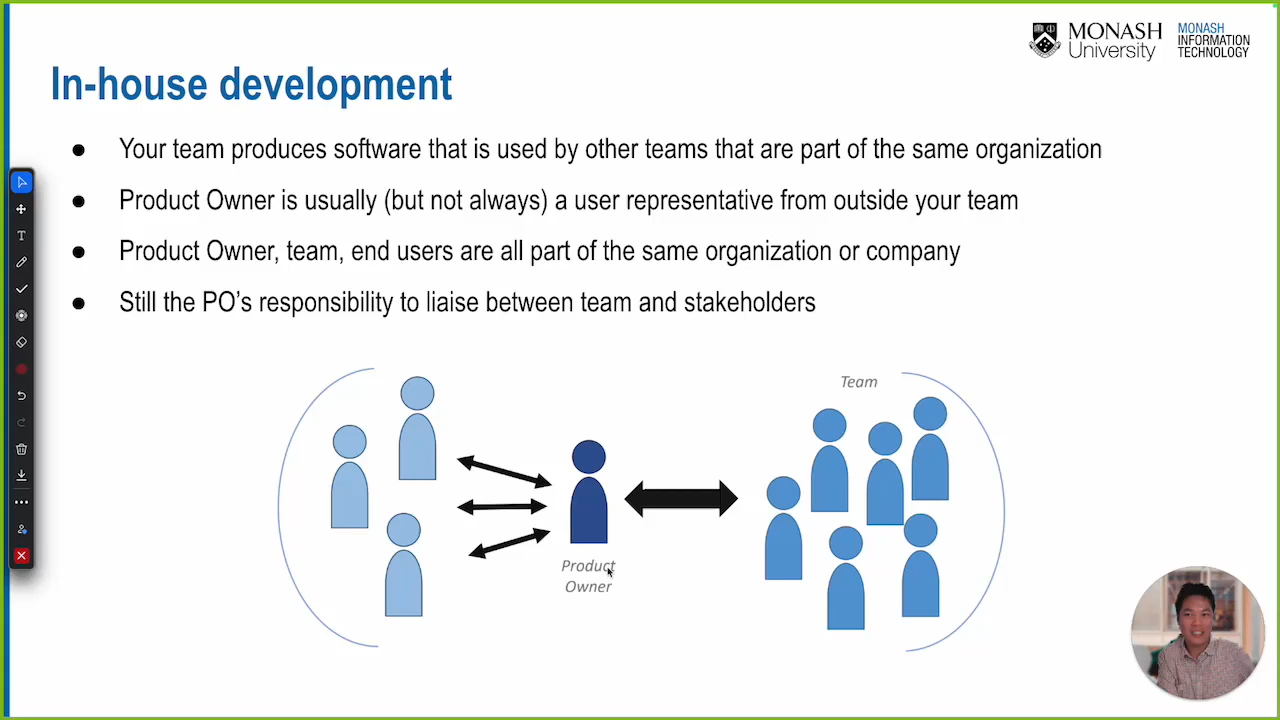 MONASH
University
MONASH
INFORMATION
TECHNOLOGY
In-house development
● Your team produces software that is used by other teams that are part of the same organization
● Product Owner is usually (but not always) a user representative from outside your team
● Product Owner, team, end users are all part of the same organization or company
● Still the PO’s responsibility to liaise between team and stakeholders
Team
Product
Owner